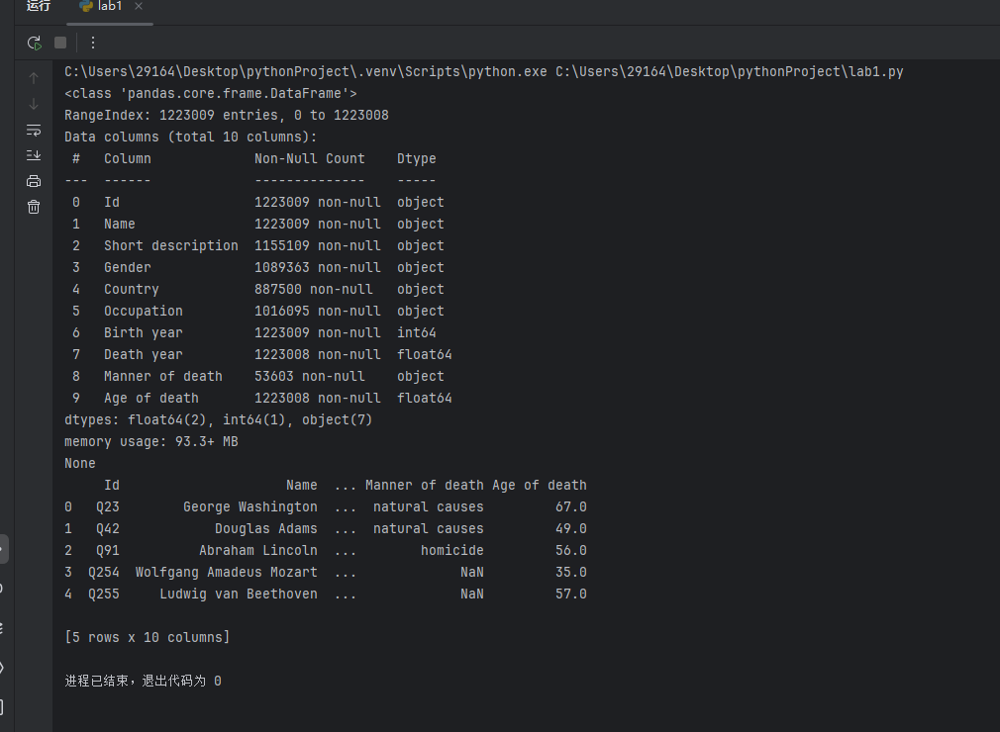 运行 lab1
C:\Users\29164\Desktop\pythonProject\.venv\Scripts\python.exe C:\Users\29164\Desktop\pythonProject\lab1.py
<class 'pandas.core.frame.DataFrame'>
RangeIndex: 1223009 entries, 0 to 1223008
Data columns (total 10 columns):
 #   Column             Non-Null Count    Dtype
---  ------             --------------    -----
 0   Id                 1223009 non-null  object
 1   Name               1223009 non-null  object
 2   Short description  1155109 non-null  object
 3   Gender             1089363 non-null  object
 4   Country            887500 non-null   object
 5   Occupation         1016095 non-null  object
 6   Birth year         1223009 non-null  int64
 7   Death year         1223008 non-null  float64
 8   Manner of death    53603 non-null    object
 9   Age of death       1223008 non-null  float64
dtypes: float64(2), int64(1), object(7)
memory usage: 93.3+ MB
None
     Id                     Name  ... Manner of death Age of death
0   Q23        George Washington  ...  natural causes         67.0
1   Q42            Douglas Adams  ...  natural causes         49.0
2   Q91          Abraham Lincoln  ...        homicide         56.0
3  Q254  Wolfgang Amadeus Mozart  ...             NaN         35.0
4  Q255     Ludwig van Beethoven  ...             NaN         57.0
[5 rows x 10 columns]
进程已结束，退出代码为 0